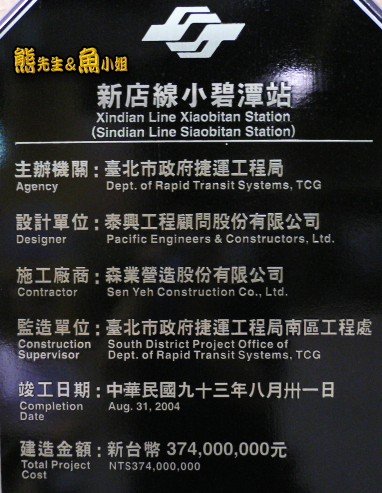 熊先生&魚小姐
新店線小碧潭站
Xindian Line Xiaobitan Station
(Sindian Line Siaobitan Station)
主辦機關：臺北市政府捷運工程局
Agency Dept. of Rapid Transit Systems, TCG
設計單位：泰興工程顧問股份有限公司
Designer Pacific Engineers & Constructors, Ltd.
施工廠商：森業營造股份有限公司
Contractor Sen Yeh Construction Co., Ltd.
監造單位：臺北市政府捷運工程局南區工程處
Construction South District Project Office of
Supervisor Dept. of Rapid Transit Systems, TCG
竣工日期：中華民國九十三年八月卅一日
Completion Aug. 31, 2004
Date
建造金額：新台幣 374,000,000元
Total Project NT$374,000,000
Cost